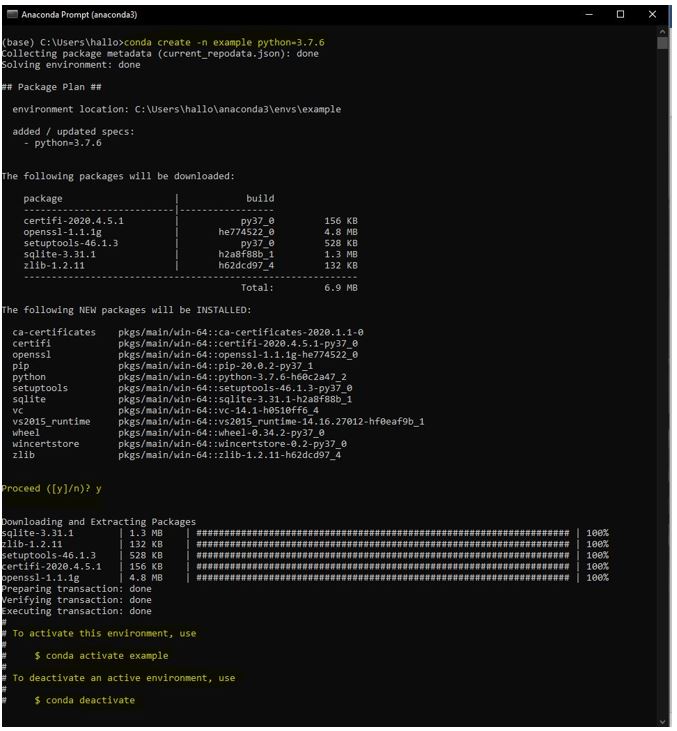 Anaconda Prompt (anaconda3)
(base) C:\Users\hallo>conda create -n example python=3.7.6
Collecting package metadata (current_repodata.json): done
Solving environment: done
## Package Plan ##
environment location: C:\Users\hallo\anaconda3\envs\example
added / updated specs:
- python=3.7.6
The following packages will be downloaded:
package | build
---------------------------|-----------------
certifi-2020.4.5.1 | py37_0 156 KB
openssl-1.1.1g | he774522_0 4.8 MB
setuptools-46.1.3 | py37_0 528 KB
sqlite-3.31.1 | h2a8f88b_1 1.3 MB
zlib-1.2.11 | h62dcd97_4 132 KB
------------------------------------------------------------
Total: 6.9 MB
The following NEW packages will be INSTALLED:
ca-certificates pkgs/main/win-64::ca-certificates-2020.1.1-0
certifi pkgs/main/win-64::certifi-2020.4.5.1-py37_0
openssl pkgs/main/win-64::openssl-1.1.1g-he774522_0
pip pkgs/main/win-64::pip-20.0.2-py37_1
python pkgs/main/win-64::python-3.7.6-h60c2a47_2
setuptools pkgs/main/win-64::setuptools-46.1.3-py37_0
sqlite pkgs/main/win-64::sqlite-3.31.1-h2a8f88b_1
vc pkgs/main/win-64::vc-14.1-h0510ff6_4
vs2015_runtime pkgs/main/win-64::vs2015_runtime-14.16.27012-hf0eaf9b_1
wheel pkgs/main/win-64::wheel-0.34.2-py37_0
wincertstore pkgs/main/win-64::wincertstore-0.2-py37_0
zlib pkgs/main/win-64::zlib-1.2.11-h62dcd97_4
Proceed ([y]/n)? y
Downloading and Extracting Packages
sqlite-3.31.1 | 1.3 MB | ################################################################### | 100%
zlib-1.2.11 | 132 KB | ################################################################### | 100%
setuptools-46.1.3 | 528 KB | ################################################################### | 100%
certifi-2020.4.5.1 | 156 KB | ################################################################### | 100%
openssl-1.1.1g | 4.8 MB | ################################################################### | 100%
Preparing transaction: done
Verifying transaction: done
Executing transaction: done
#
# To activate this environment, use
#
# $ conda activate example
#
# To deactivate an active environment, use
#
# $ conda deactivate